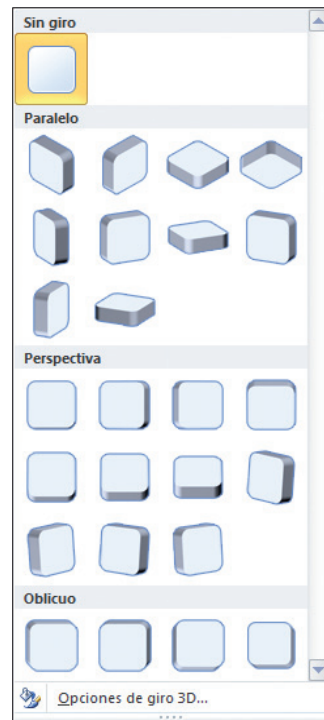 Sin giro
Paralelo
Perspectiva
Oblicuo
Opciones de giro 3D...